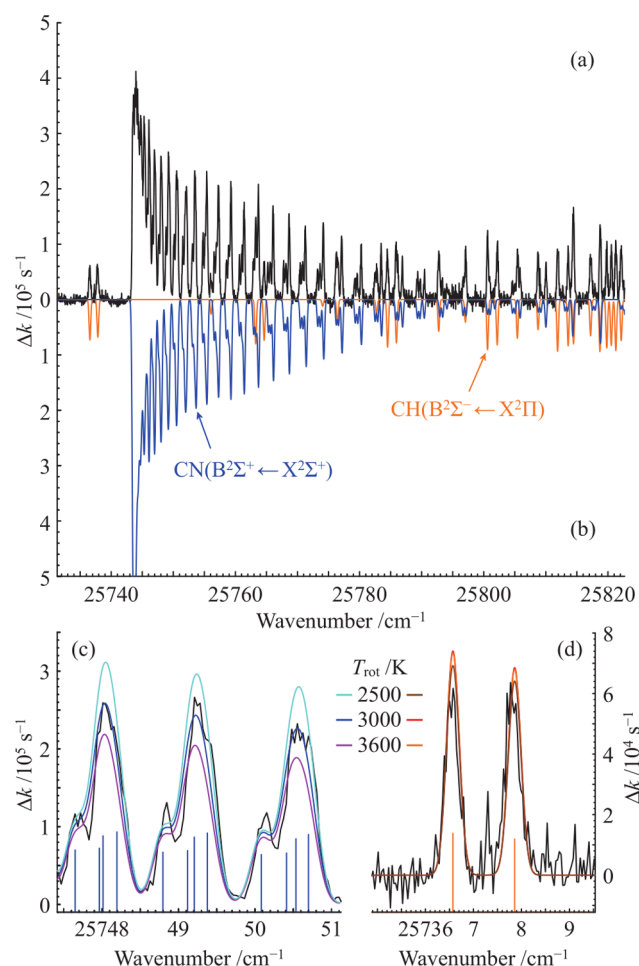 5
(a)
4
3
2
1
0
1
2
3
4
5
Δk /10⁵ s⁻¹
CH(B²Σ⁻ ← X²Π)
CN(B²Σ⁺ ← X²Σ⁺)
(b)
25740 25760 25780 25800 25820
Wavenumber /cm⁻¹
(c) (d)
T_rot /K
2500
3000
3600
3
2
1
0
Δk /10⁵ s⁻¹
8
6
4
2
0
Δk /10⁴ s⁻¹
25748 49 50 51
Wavenumber /cm⁻¹
25736 7 8 9
Wavenumber /cm⁻¹